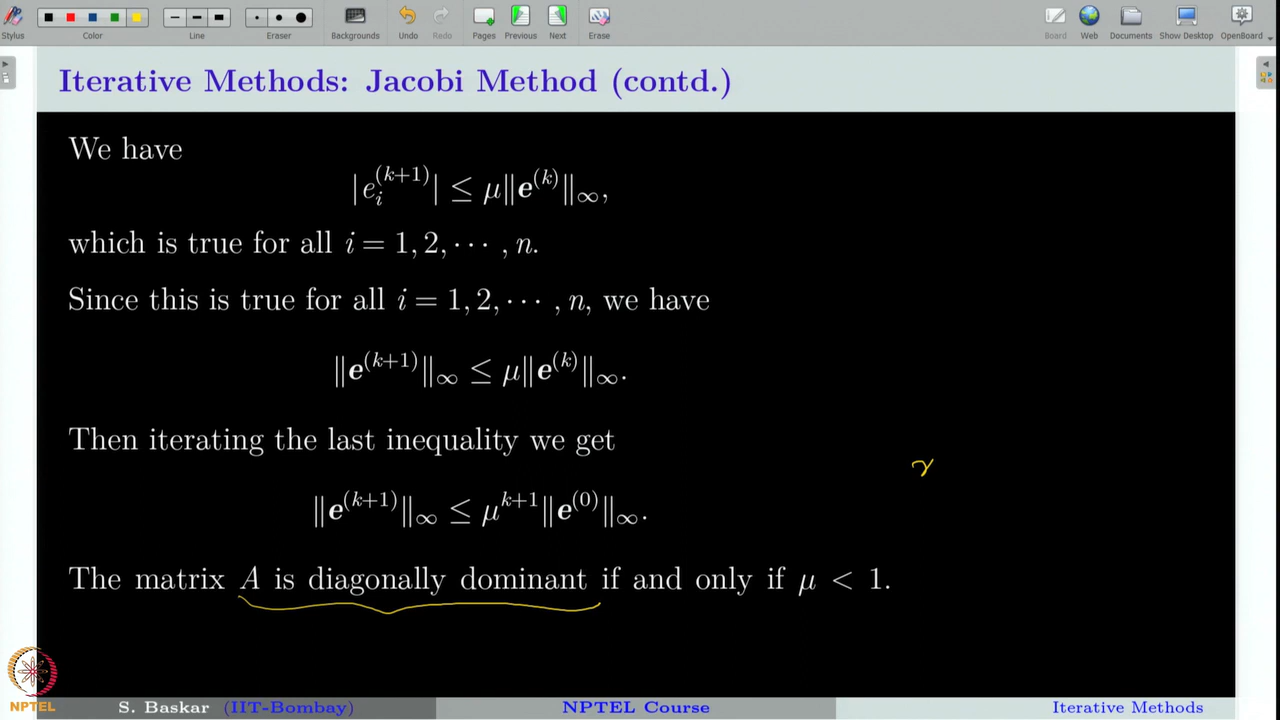 Stylus Color Line Eraser Backgrounds Undo Redo Pages Previous Next Erase Board Web Documents Show Desktop OpenBoard
Iterative Methods: Jacobi Method (contd.)
We have
|e_i^{(k+1)}| ≤ μ‖e^{(k)}‖_∞,
which is true for all i = 1, 2, ⋯ , n.
Since this is true for all i = 1, 2, ⋯ , n, we have
‖e^{(k+1)}‖_∞ ≤ μ‖e^{(k)}‖_∞.
Then iterating the last inequality we get
‖e^{(k+1)}‖_∞ ≤ μ^{k+1}‖e^{(0)}‖_∞.
The matrix A is diagonally dominant if and only if μ < 1.
NPTEL
S. Baskar (IIT-Bombay) NPTEL Course Iterative Methods